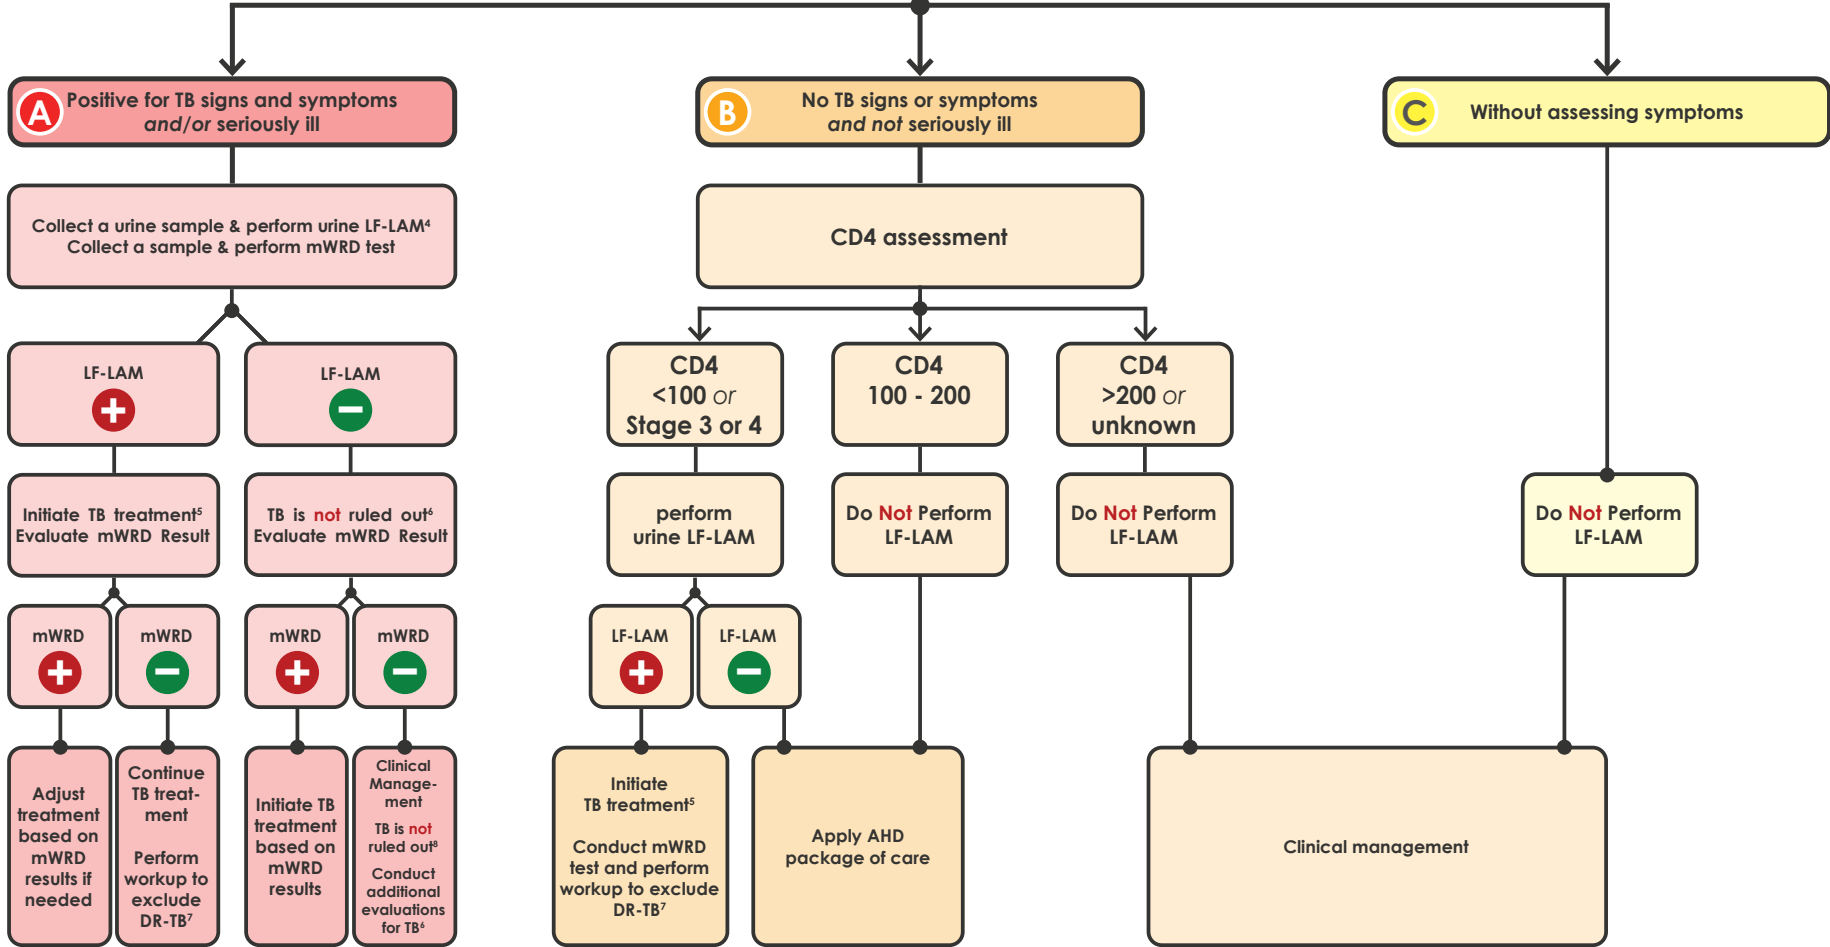 A
Positive for TB signs and symptoms
and/or seriously ill
B
No TB signs or symptoms
and not seriously ill
C
Without assessing symptoms
Collect a urine sample & perform urine LF-LAM⁴
Collect a sample & perform mWRD test
CD4 assessment
LF-LAM
+
LF-LAM
−
CD4
<100 or
Stage 3 or 4
CD4
100 - 200
CD4
>200 or
unknown
Initiate TB treatment⁵
Evaluate mWRD Result
TB is not ruled out⁶
Evaluate mWRD Result
perform
urine LF-LAM
Do Not Perform
LF-LAM
Do Not Perform
LF-LAM
Do Not Perform
LF-LAM
mWRD
+
mWRD
−
mWRD
+
mWRD
−
LF-LAM
+
LF-LAM
−
Adjust
treatment
based on
mWRD
results if
needed
Continue
TB treat-
ment
Perform
workup to
exclude
DR-TB⁷
Initiate TB
treatment
based on
mWRD
results
Clinical
Manage-
ment
TB is not
ruled out⁸
Conduct
additional
evaluations
for TB⁶
Initiate
TB treatment⁵
Conduct mWRD
test and perform
workup to exclude
DR-TB⁷
Apply AHD
package of care
Clinical management